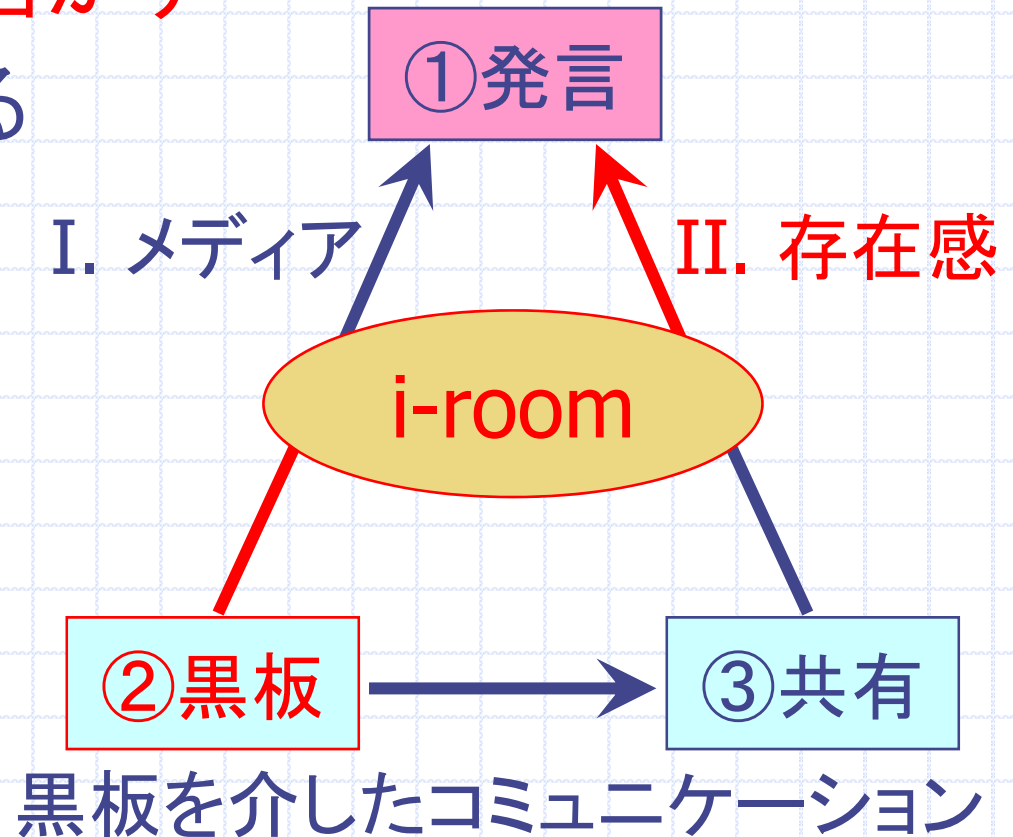 る
①発言
I. メディア
II. 存在感
i-room
②黒板
③共有
黒板を介したコミュニケーション